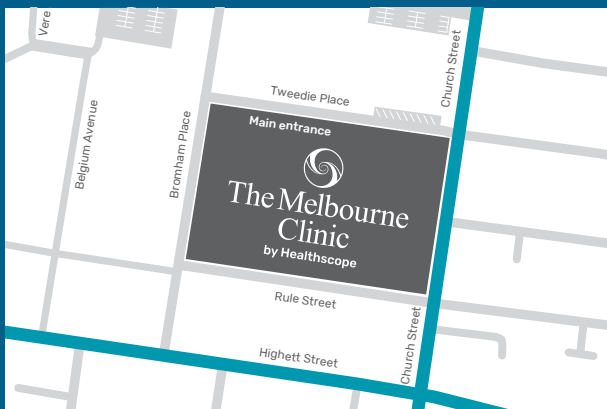 Vere
Church Street
Tweedie Place
Main entrance
Belgium Avenue
Bromham Place
The Melbourne
Clinic
by Healthscope
Rule Street
Church Street
Highett Street